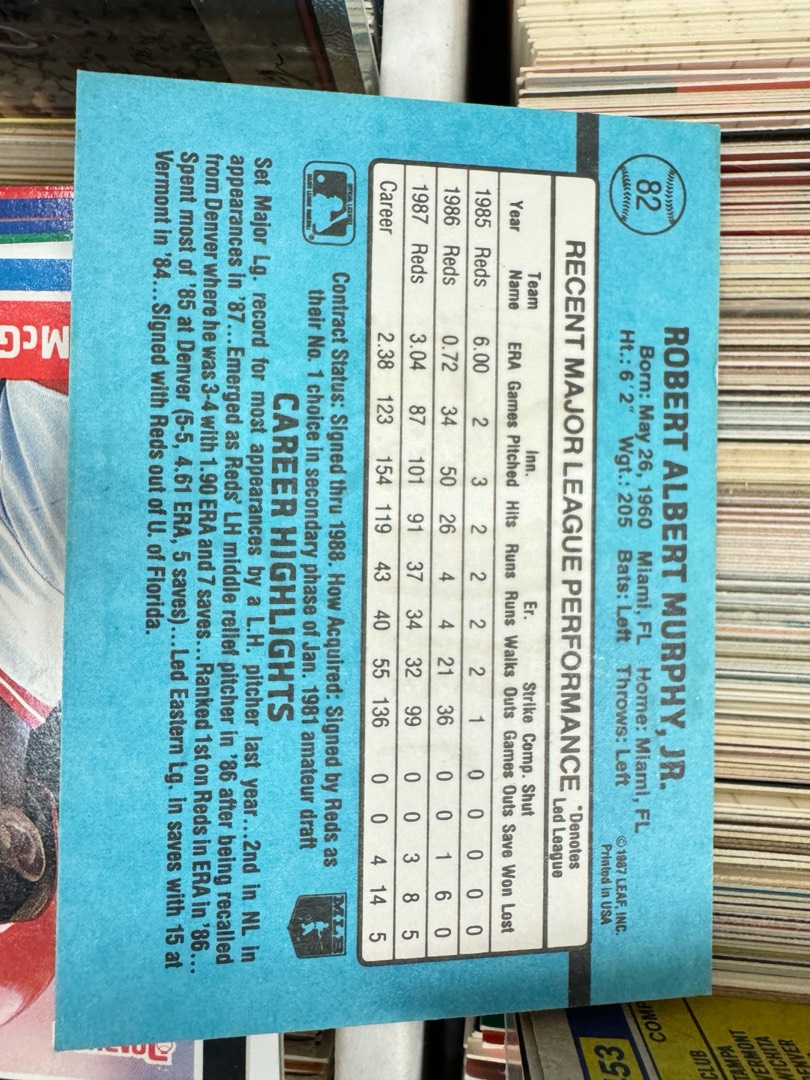 82
ROBERT ALBERT MURPHY, JR.
Born: May 26, 1960 Miami, FL Home: Miami, FL
Ht.: 6'2" Wgt.: 205 Bats: Left Throws: Left
©1987 LEAF, INC.
Printed in USA
RECENT MAJOR LEAGUE PERFORMANCE *Denotes Led League
Year Team Name ERA Games Inn. Pitched Hits Runs Er. Runs Walks Strike Outs Comp. Games Shut Outs Save Won Lost
1985 Reds 6.00 2 3 2 2 2 2 1 0 0 0 0 0
1986 Reds 0.72 34 50 26 4 4 21 36 0 0 1 6 0
1987 Reds 3.04 87 101 91 37 34 32 99 0 0 3 8 5
Career 2.38 123 154 119 43 40 55 136 0 0 4 14 5
Contract Status: Signed thru 1988. How Acquired: Signed by Reds as
their No. 1 choice in secondary phase of Jan. 1981 amateur draft
MLB
CAREER HIGHLIGHTS
Set Major Lg. record for most appearances by a L.H. pitcher last year...2nd in NL in
appearances in '87...Emerged as Reds' LH middle relief pitcher in '86 after being recalled
from Denver where he was 3-4 with 1.90 ERA and 7 saves...Ranked 1st on Reds in ERA in '86...
Spent most of '85 at Denver (5-5, 4.61 ERA, 5 saves)...Led Eastern Lg. in saves with 15 at
Vermont in '84...Signed with Reds out of U. of Florida.
McG
53
COMP
CLUB